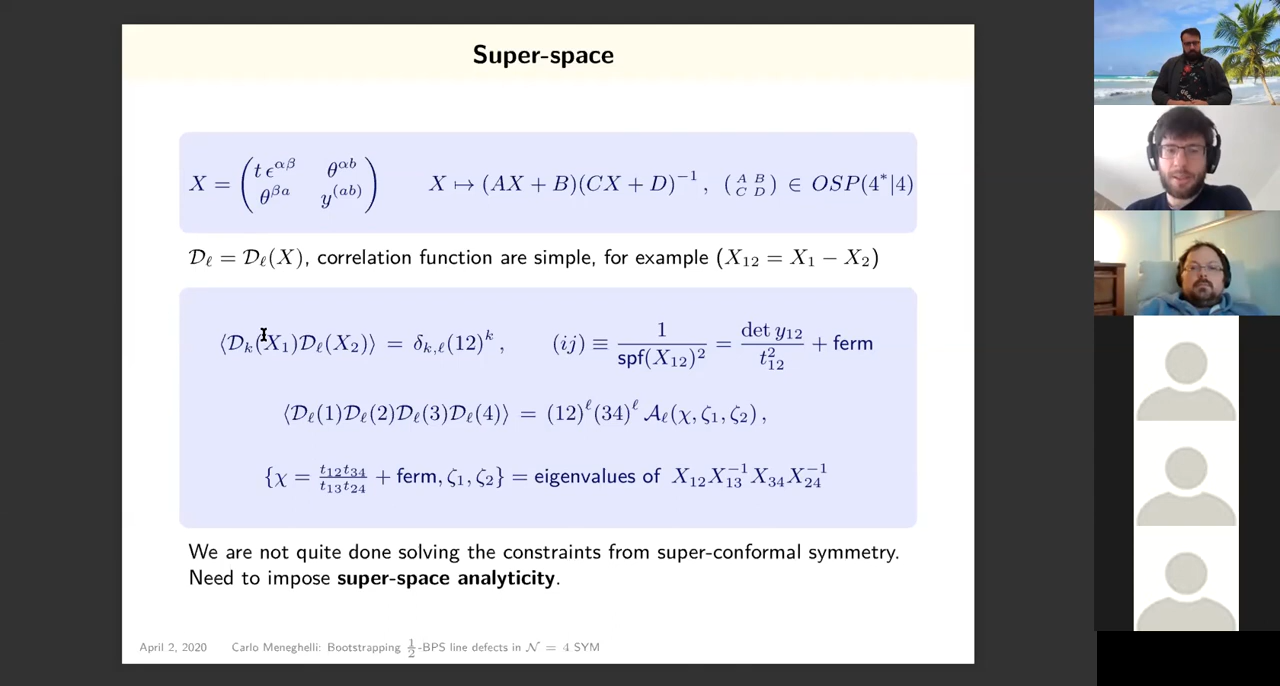 Super-space
X = ( t ϵ^{αβ} θ^{αb} ; θ^{βa} y^{(ab)} ) X ↦ (AX + B)(CX + D)^{-1} , ( A B ; C D ) ∈ OSP(4*|4)
𝒟_ℓ = 𝒟_ℓ(X), correlation function are simple, for example (X_{12} = X_1 − X_2)
⟨𝒟_k(X_1)𝒟_ℓ(X_2)⟩ = δ_{k,ℓ}(12)^k , (ij) ≡ 1/spf(X_{12})^2 = det y_{12}/t_{12}^2 + ferm
⟨𝒟_ℓ(1)𝒟_ℓ(2)𝒟_ℓ(3)𝒟_ℓ(4)⟩ = (12)^ℓ(34)^ℓ 𝒜_ℓ(χ, ζ_1, ζ_2) ,
{χ = t_{12}t_{34}/t_{13}t_{24} + ferm, ζ_1, ζ_2} = eigenvalues of X_{12}X_{13}^{-1}X_{34}X_{24}^{-1}
We are not quite done solving the constraints from super-conformal symmetry.
Need to impose super-space analyticity.
April 2, 2020 Carlo Meneghelli: Bootstrapping 1/2-BPS line defects in 𝒩 = 4 SYM